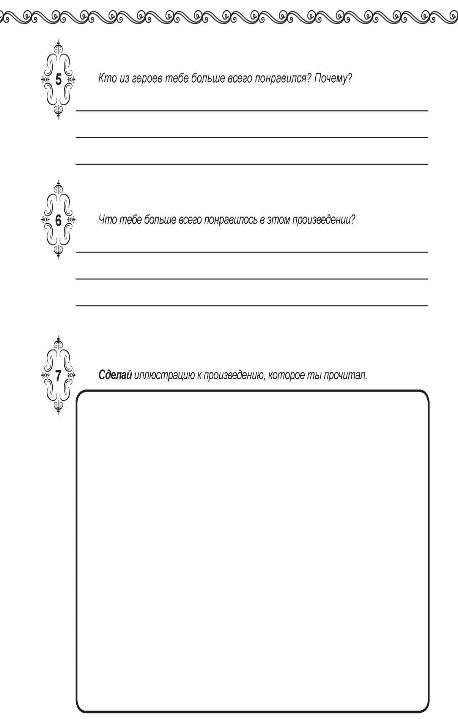 5
Кто из героев тебе больше всего понравился? Почему?
6
Что тебе больше всего понравилось в этом произведении?
7
Сделай иллюстрацию к произведению, которое ты прочитал.